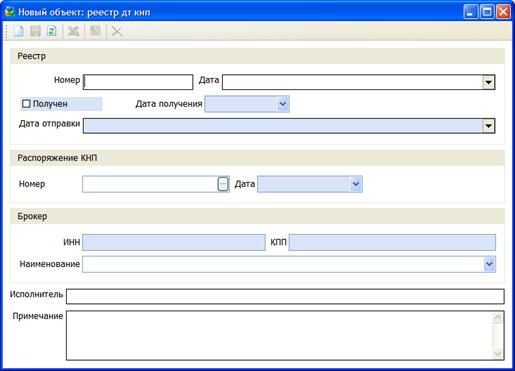 Новый объект: реестр дт кнп
Реестр
Номер Дата
Получен Дата получения
Дата отправки
Распоряжение КНП
Номер ... Дата
Брокер
ИНН КПП
Наименование
Исполнитель
Примечание